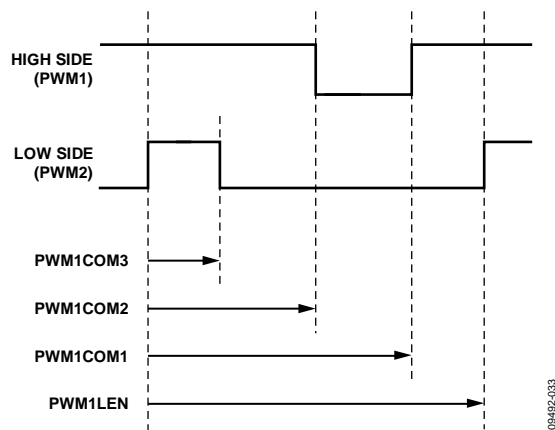 HIGH SIDE
(PWM1)
LOW SIDE
(PWM2)
PWM1COM3
PWM1COM2
PWM1COM1
PWM1LEN
09492-033